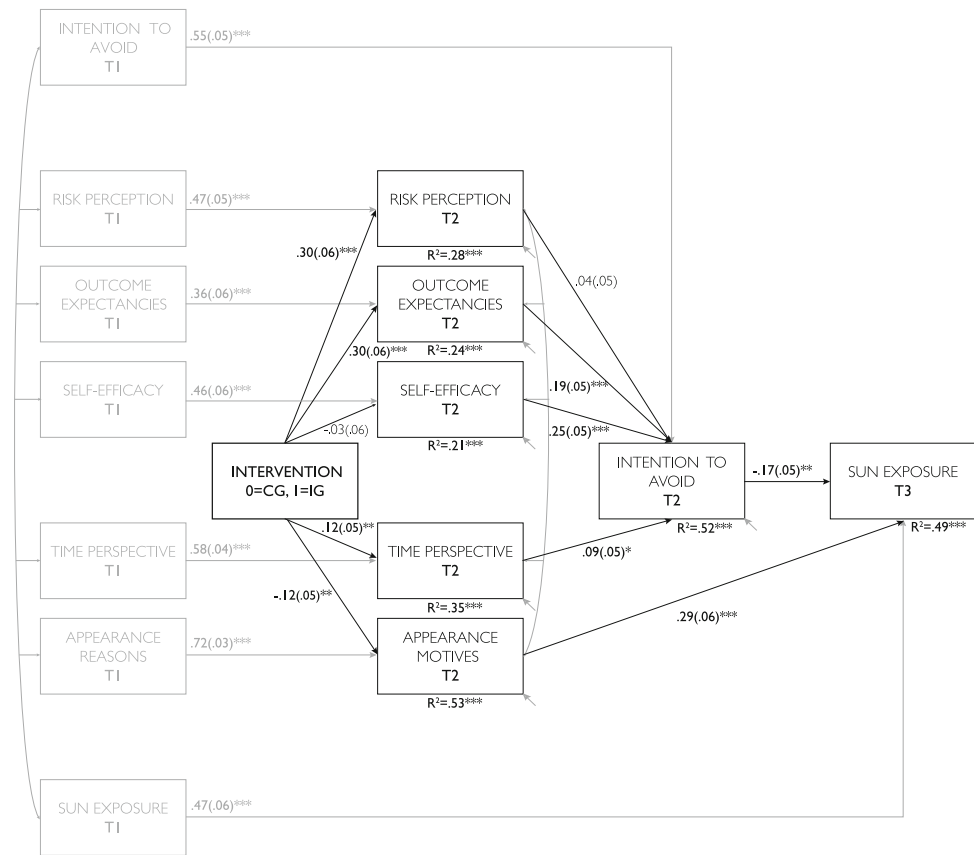 INTENTION TO
AVOID
T1
.55(.05)***
RISK PERCEPTION
T1
.47(.05)***
RISK PERCEPTION
T2
R²=.28***
.30(.06)***
OUTCOME
EXPECTANCIES
T1
.36(.06)***
OUTCOME
EXPECTANCIES
T2
R²=.24***
.04(.05)
.30(.06)***
SELF-EFFICACY
T1
.46(.06)***
SELF-EFFICACY
T2
R²=.21***
.19(.05)***
.25(.05)***
-.03(.06)
INTERVENTION
0=CG, 1=IG
INTENTION TO
AVOID
T2
R²=.52***
-.17(.05)**
SUN EXPOSURE
T3
R²=.49***
.12(.05)**
TIME PERSPECTIVE
T1
.58(.04)***
TIME PERSPECTIVE
T2
R²=.35***
.09(.05)*
-.12(.05)**
APPEARANCE
REASONS
T1
.72(.03)***
APPEARANCE
MOTIVES
T2
R²=.53***
.29(.06)***
SUN EXPOSURE
T1
.47(.06)***